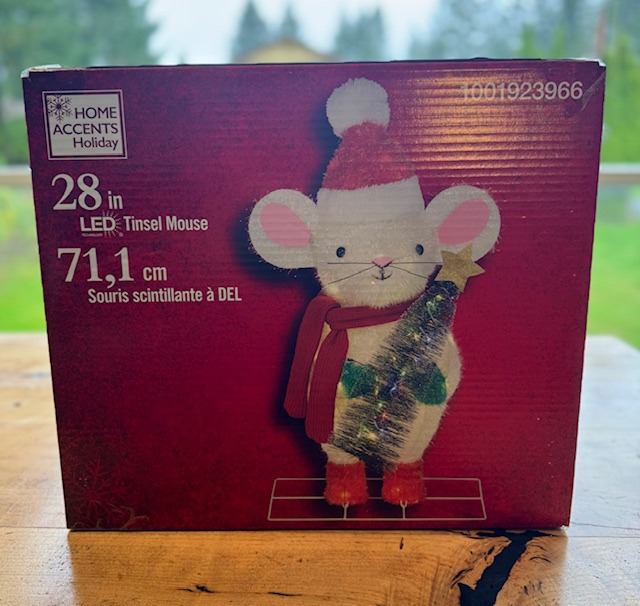 HOME
ACCENTS
Holiday
1001923966
28 in
LED Tinsel Mouse
71,1 cm
Souris scintillante à DEL